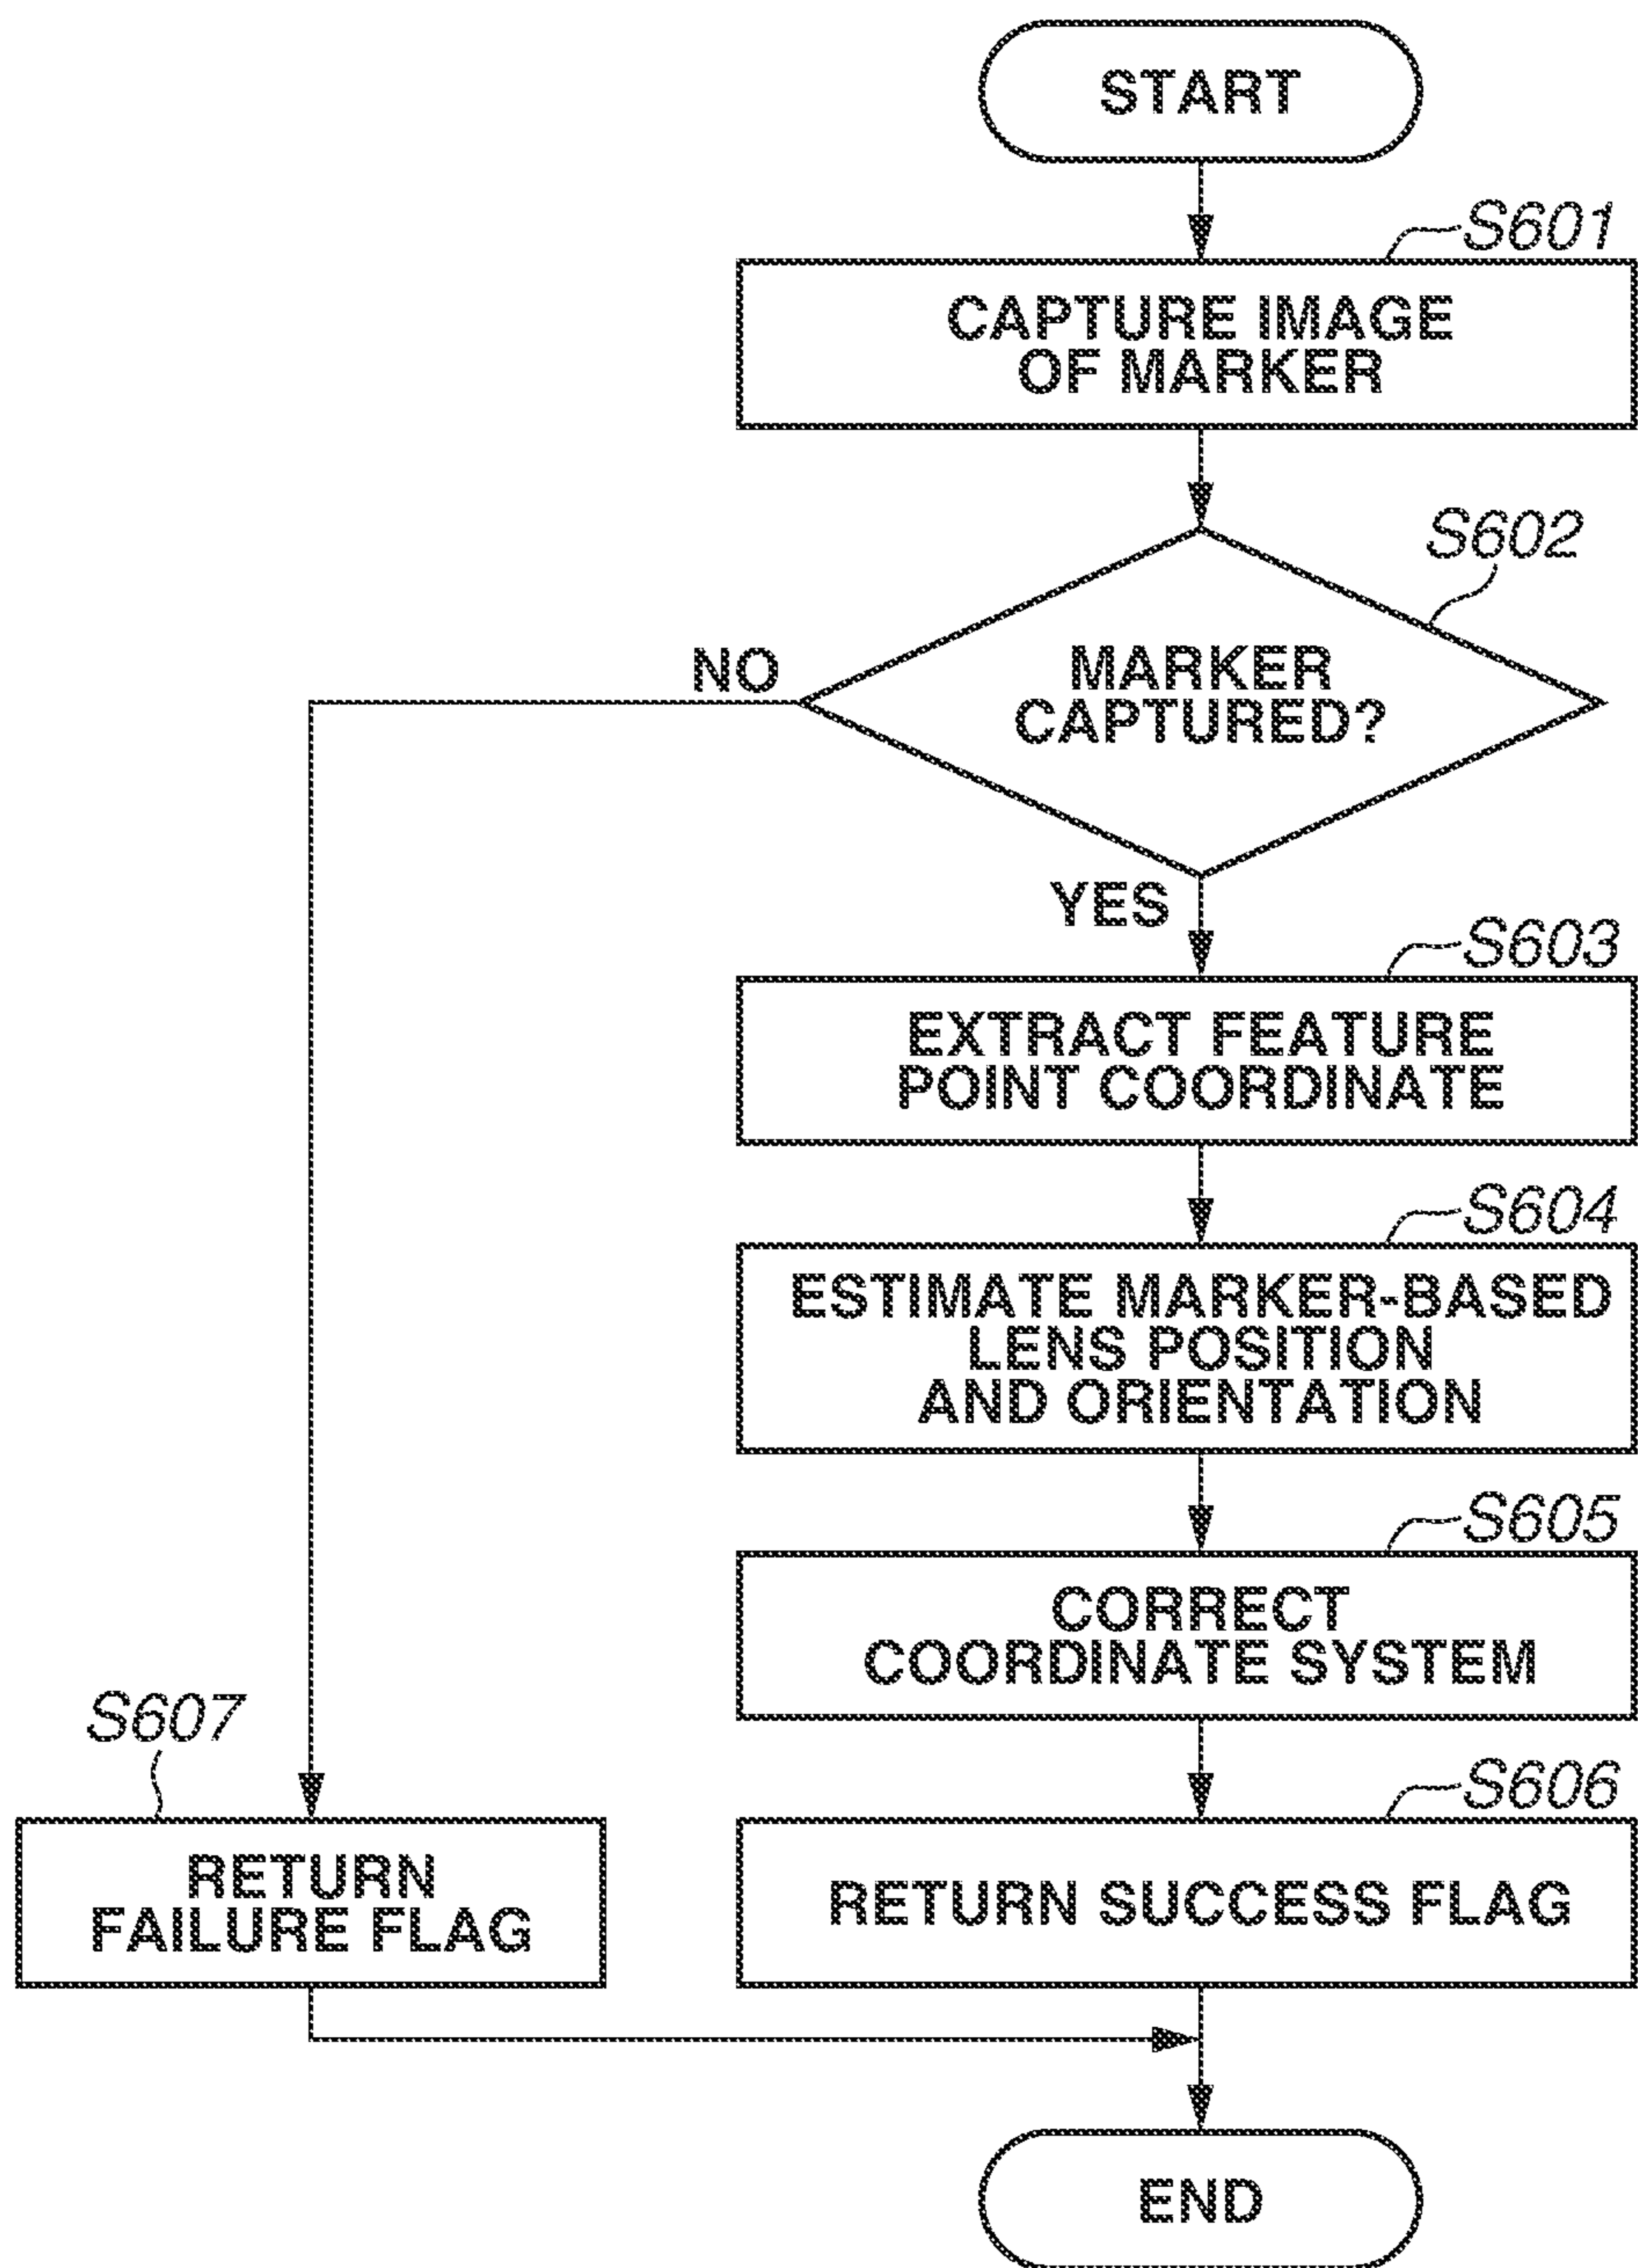 START
S601
CAPTURE IMAGE
OF MARKER
S602
NO
MARKER
CAPTURED?
YES
S603
EXTRACT FEATURE
POINT COORDINATE
S604
ESTIMATE MARKER-BASED
LENS POSITION
AND ORIENTATION
S605
CORRECT
COORDINATE SYSTEM
S607
S606
RETURN
FAILURE FLAG
RETURN SUCCESS FLAG
END